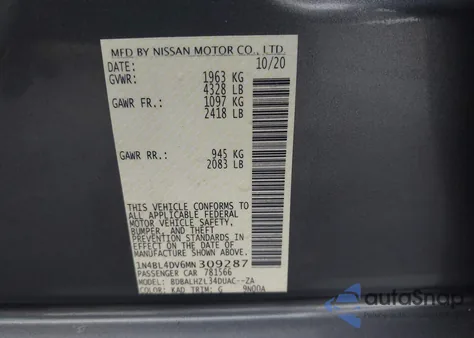 MFD BY NISSAN MOTOR CO., LTD.
DATE: 10/20
GVWR: 1963 KG
4328 LB
GAWR FR.: 1097 KG
2418 LB
GAWR RR.: 945 KG
2083 LB
THIS VEHICLE CONFORMS TO
ALL APPLICABLE FEDERAL
MOTOR VEHICLE SAFETY,
BUMPER, AND THEFT
PREVENTION STANDARDS
IN EFFECT ON THE DATE OF
MANUFACTURE SHOWN ABOVE.
1N4BL4DV6MN309287
PASSENGER CAR 781566
MODEL: BDBALHZL34DUAC--ZA
COLOR: KAD TRIM: G 9NODA
autoSnap